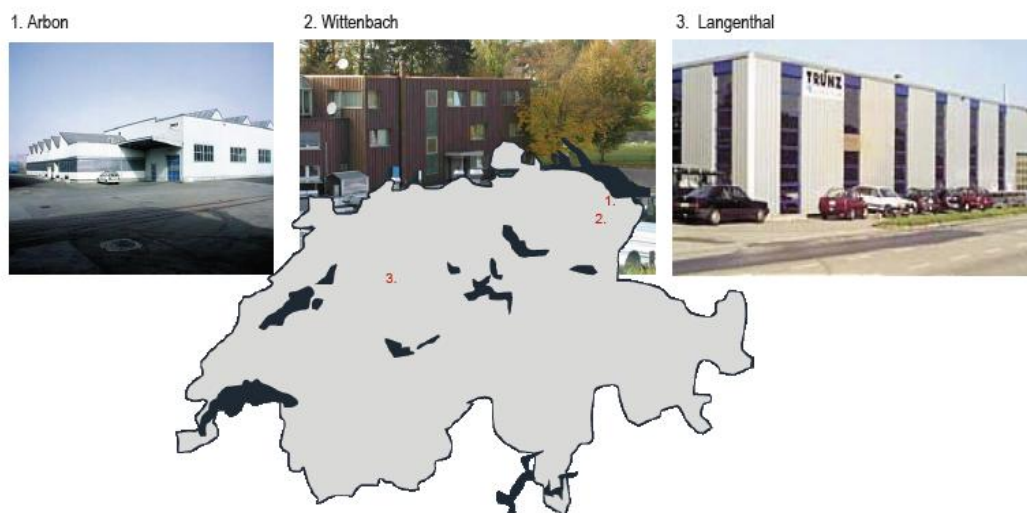 1. Arbon
2. Wittenbach
3. Langenthal
TRUNZ
1.
2.
3.